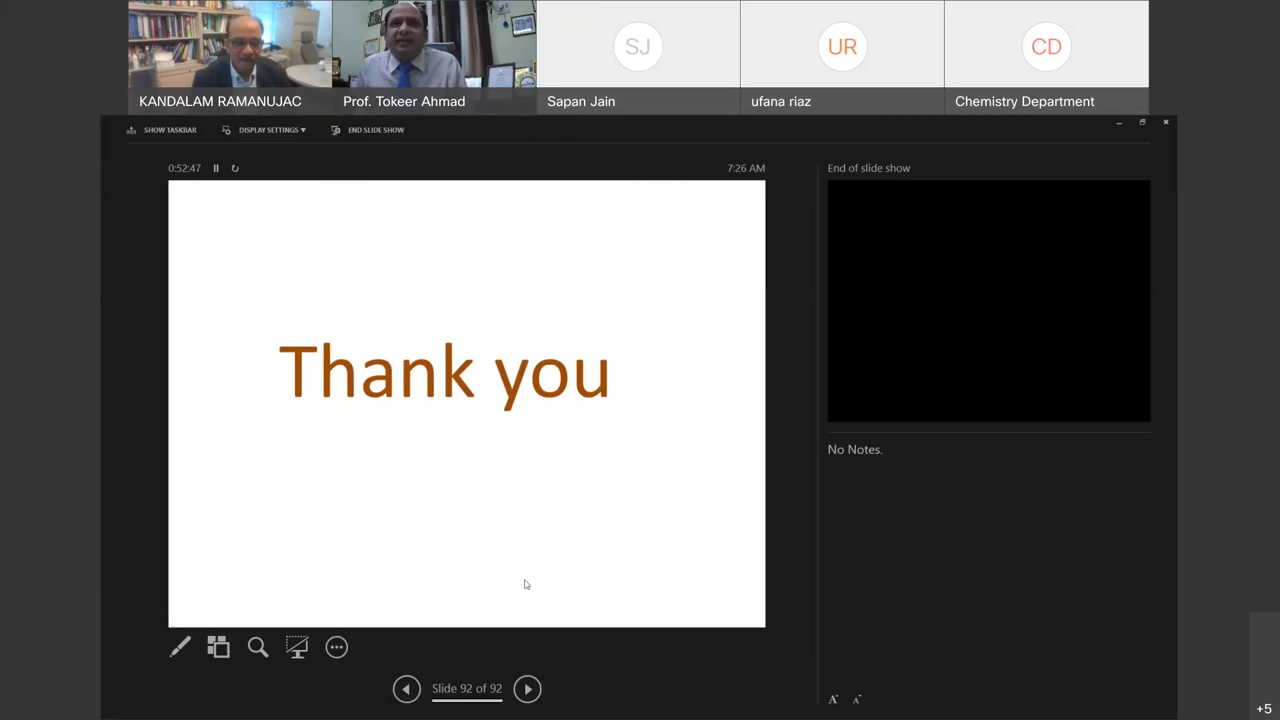 SJ
UR
CD
KANDALAM RAMANUJAC
Prof. Tokeer Ahmad
Sapan Jain
ufana riaz
Chemistry Department
SHOW TASKBAR
DISPLAY SETTINGS
END SLIDE SHOW
0:52:47
7:26 AM
End of slide show
Thank you
No Notes.
Slide 92 of 92
A
A
+5